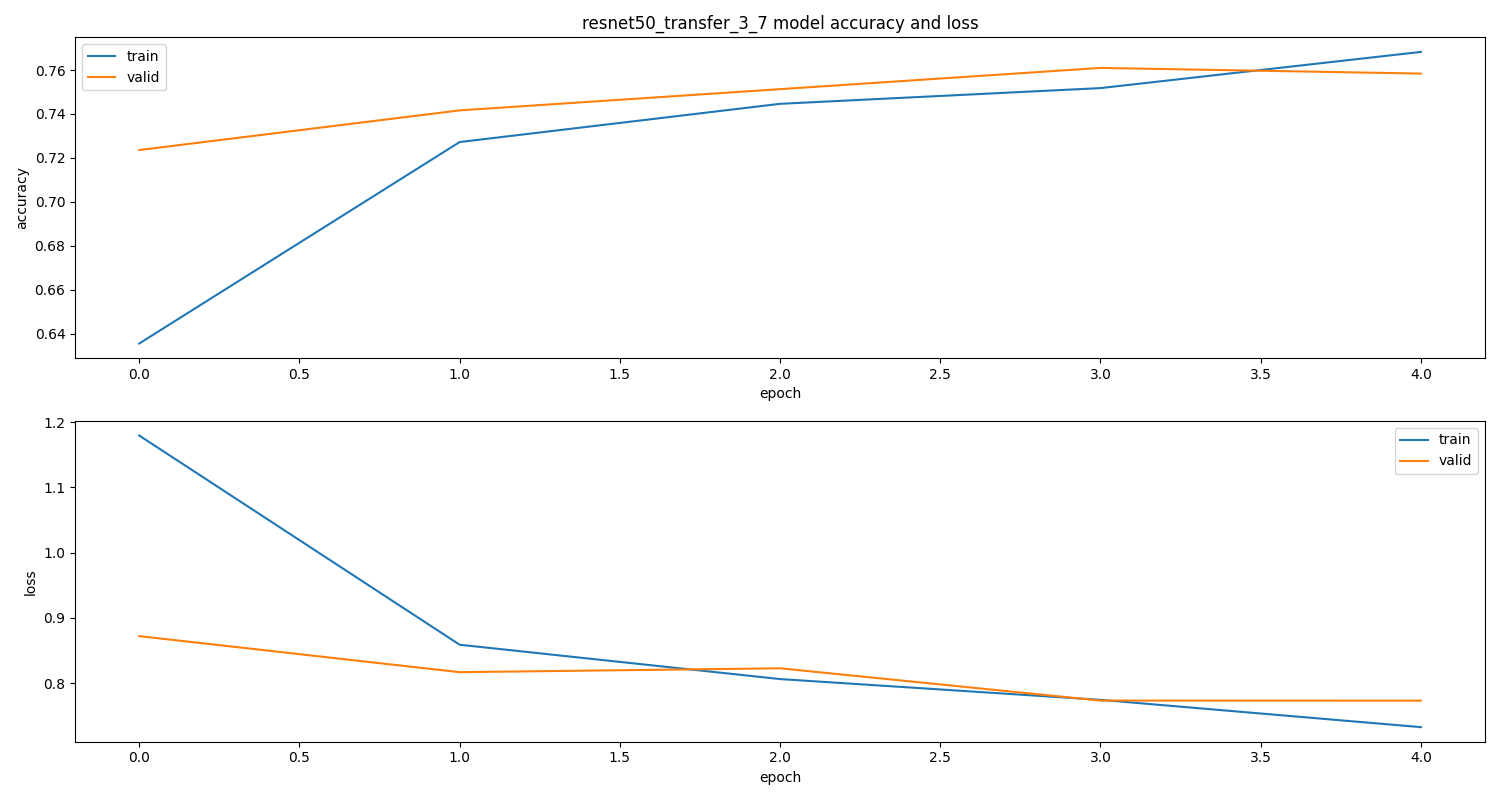 resnet50_transfer_3_7 model accuracy and loss
train
valid
0.76
0.74
0.72
0.70
0.68
0.66
0.64
accuracy
0.0 0.5 1.0 1.5 2.0 2.5 3.0 3.5 4.0
epoch
train
valid
1.2
1.1
1.0
0.9
0.8
loss
0.0 0.5 1.0 1.5 2.0 2.5 3.0 3.5 4.0
epoch